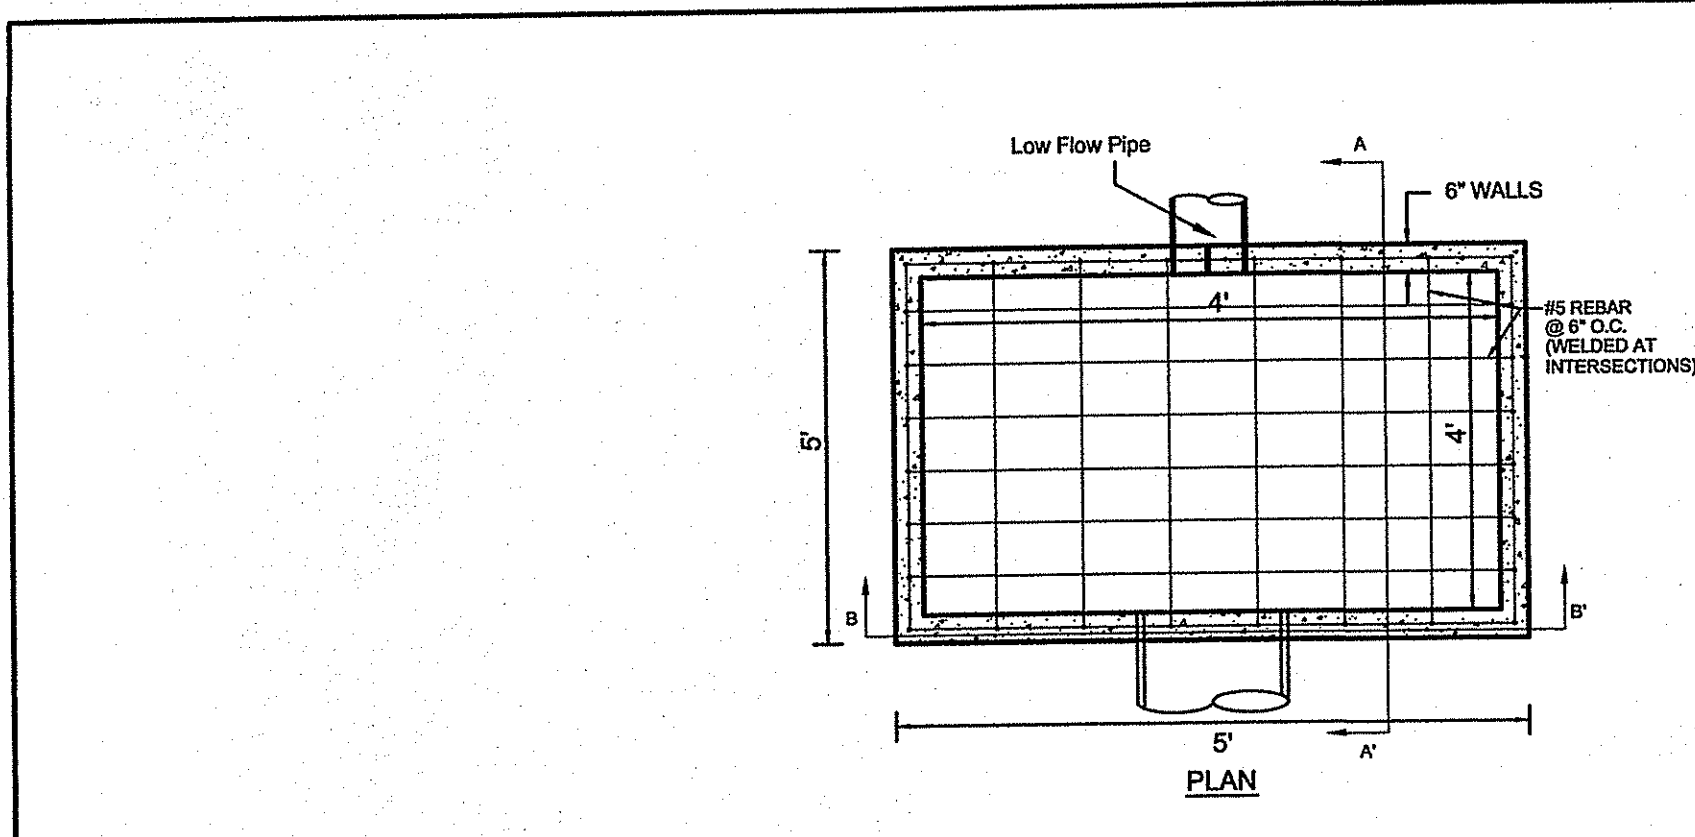 Low Flow Pipe
A
6" WALLS
4'
#5 REBAR
@ 6" O.C.
(WELDED AT
INTERSECTIONS)
5'
4'
B
B'
5'
A'
PLAN